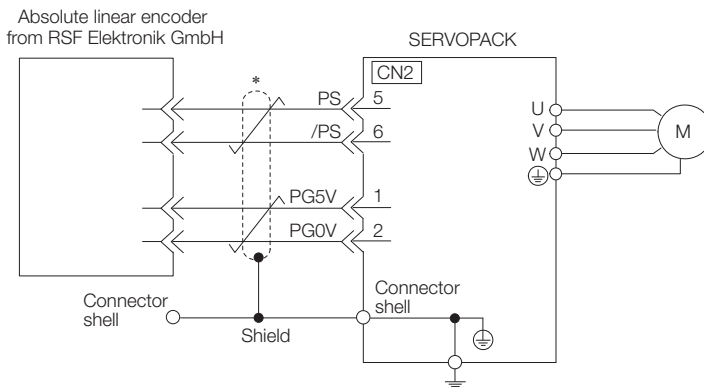 Absolute linear encoder
from RSF Elektronik GmbH
SERVOPACK
CN2
*
PS 5
/PS 6
PG5V 1
PG0V 2
U
V
W
M
Connector
shell
Shield
Connector
shell